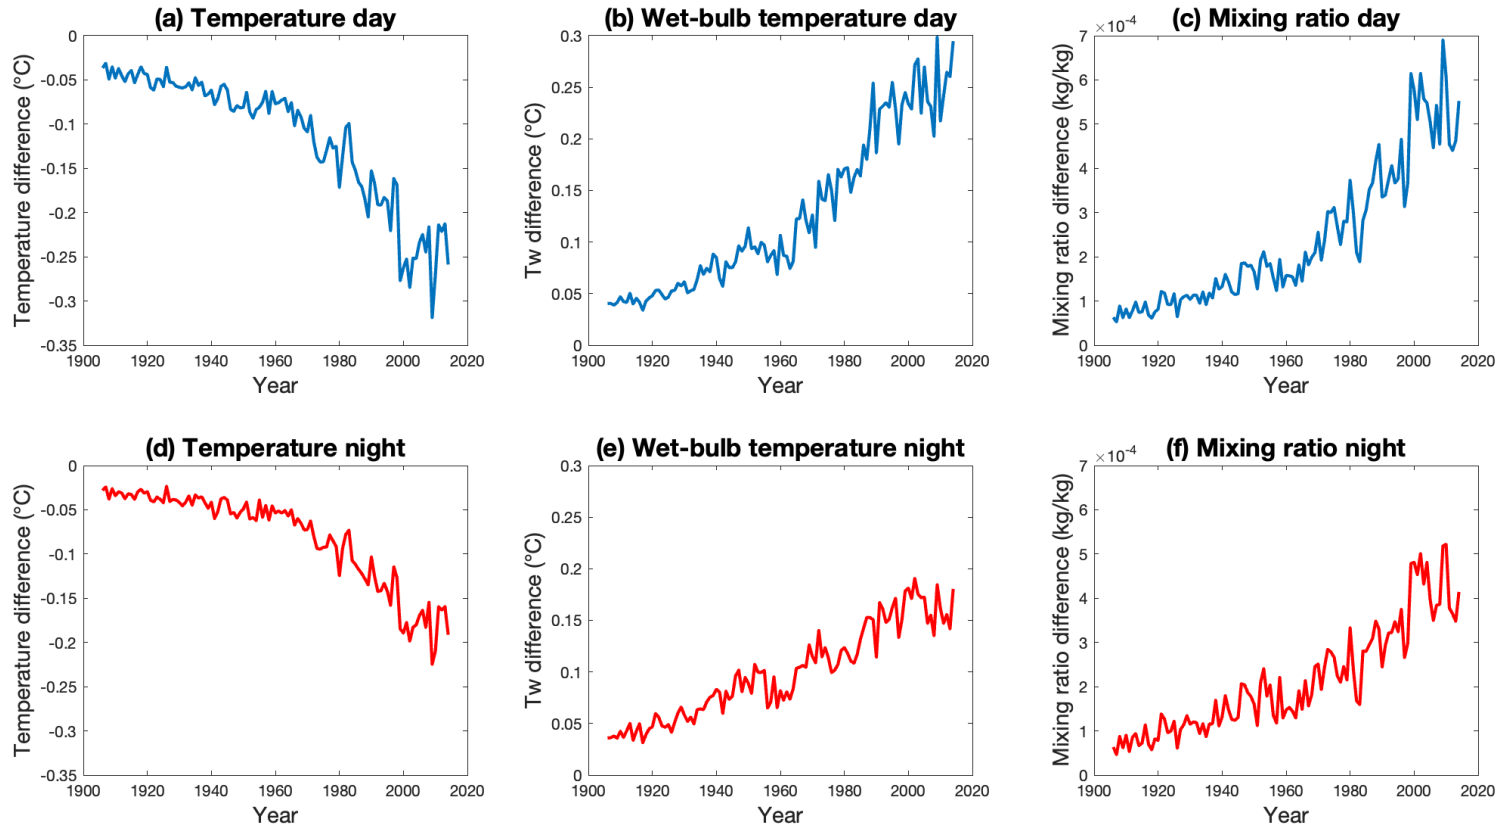 (a) Temperature day
0
-0.05
-0.1
-0.15
-0.2
-0.25
-0.3
-0.35
1900 1920 1940 1960 1980 2000 2020
Temperature difference (°C)
Year
(b) Wet-bulb temperature day
0.3
0.25
0.2
0.15
0.1
0.05
0
1900 1920 1940 1960 1980 2000 2020
Tw difference (°C)
Year
(c) Mixing ratio day
×10-4
7
6
5
4
3
2
1
0
1900 1920 1940 1960 1980 2000 2020
Mixing ratio difference (kg/kg)
Year
(d) Temperature night
0
-0.05
-0.1
-0.15
-0.2
-0.25
-0.3
-0.35
1900 1920 1940 1960 1980 2000 2020
Temperature difference (°C)
Year
(e) Wet-bulb temperature night
0.3
0.25
0.2
0.15
0.1
0.05
0
1900 1920 1940 1960 1980 2000 2020
Tw difference (°C)
Year
(f) Mixing ratio night
×10-4
7
6
5
4
3
2
1
0
1900 1920 1940 1960 1980 2000 2020
Mixing ratio difference (kg/kg)
Year